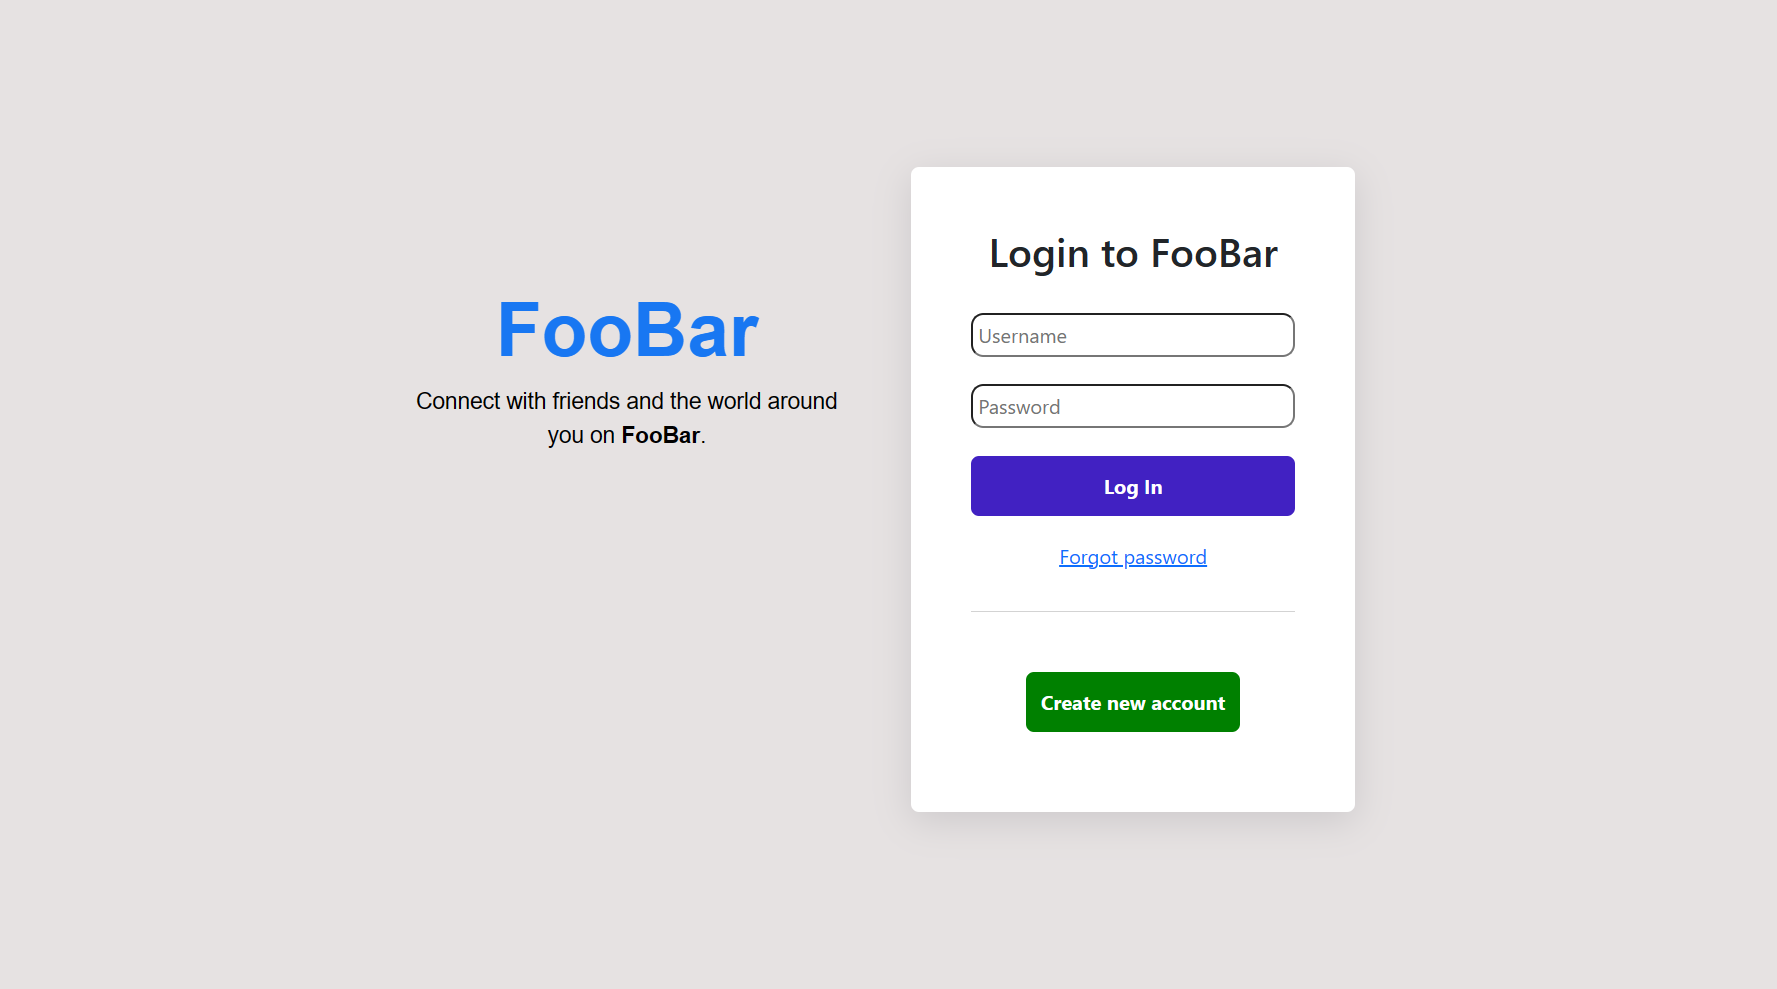 FooBar
Connect with friends and the world around
you on FooBar.
Login to FooBar
Username
Password
Log In
Forgot password
Create new account